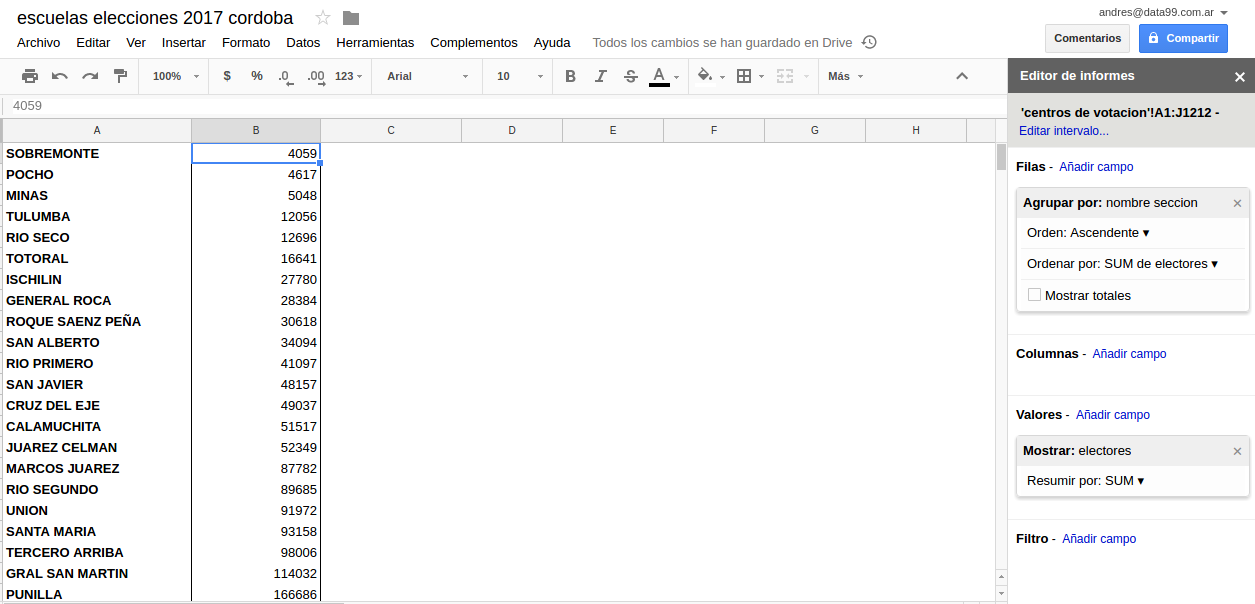 escuelas elecciones 2017 cordoba
andres@data99.com.ar
Archivo Editar Ver Insertar Formato Datos Herramientas Complementos Ayuda Todos los cambios se han guardado en Drive
Comentarios Compartir
100% $ % .0 .00 123 Arial 10 B I S A Más
4059
A B C D E F G H
SOBREMONTE 4059
POCHO 4617
MINAS 5048
TULUMBA 12056
RIO SECO 12696
TOTORAL 16641
ISCHILIN 27780
GENERAL ROCA 28384
ROQUE SAENZ PEÑA 30618
SAN ALBERTO 34094
RIO PRIMERO 41097
SAN JAVIER 48157
CRUZ DEL EJE 49037
CALAMUCHITA 51517
JUAREZ CELMAN 52349
MARCOS JUAREZ 87782
RIO SEGUNDO 89685
UNION 91972
SANTA MARIA 93158
TERCERO ARRIBA 98006
GRAL SAN MARTIN 114032
PUNILLA 166686
Editor de informes
'centros de votacion'!A1:J1212 -
Editar intervalo...
Filas - Añadir campo
Agrupar por: nombre seccion
Orden: Ascendente ▾
Ordenar por: SUM de electores ▾
Mostrar totales
Columnas - Añadir campo
Valores - Añadir campo
Mostrar: electores
Resumir por: SUM ▾
Filtro - Añadir campo